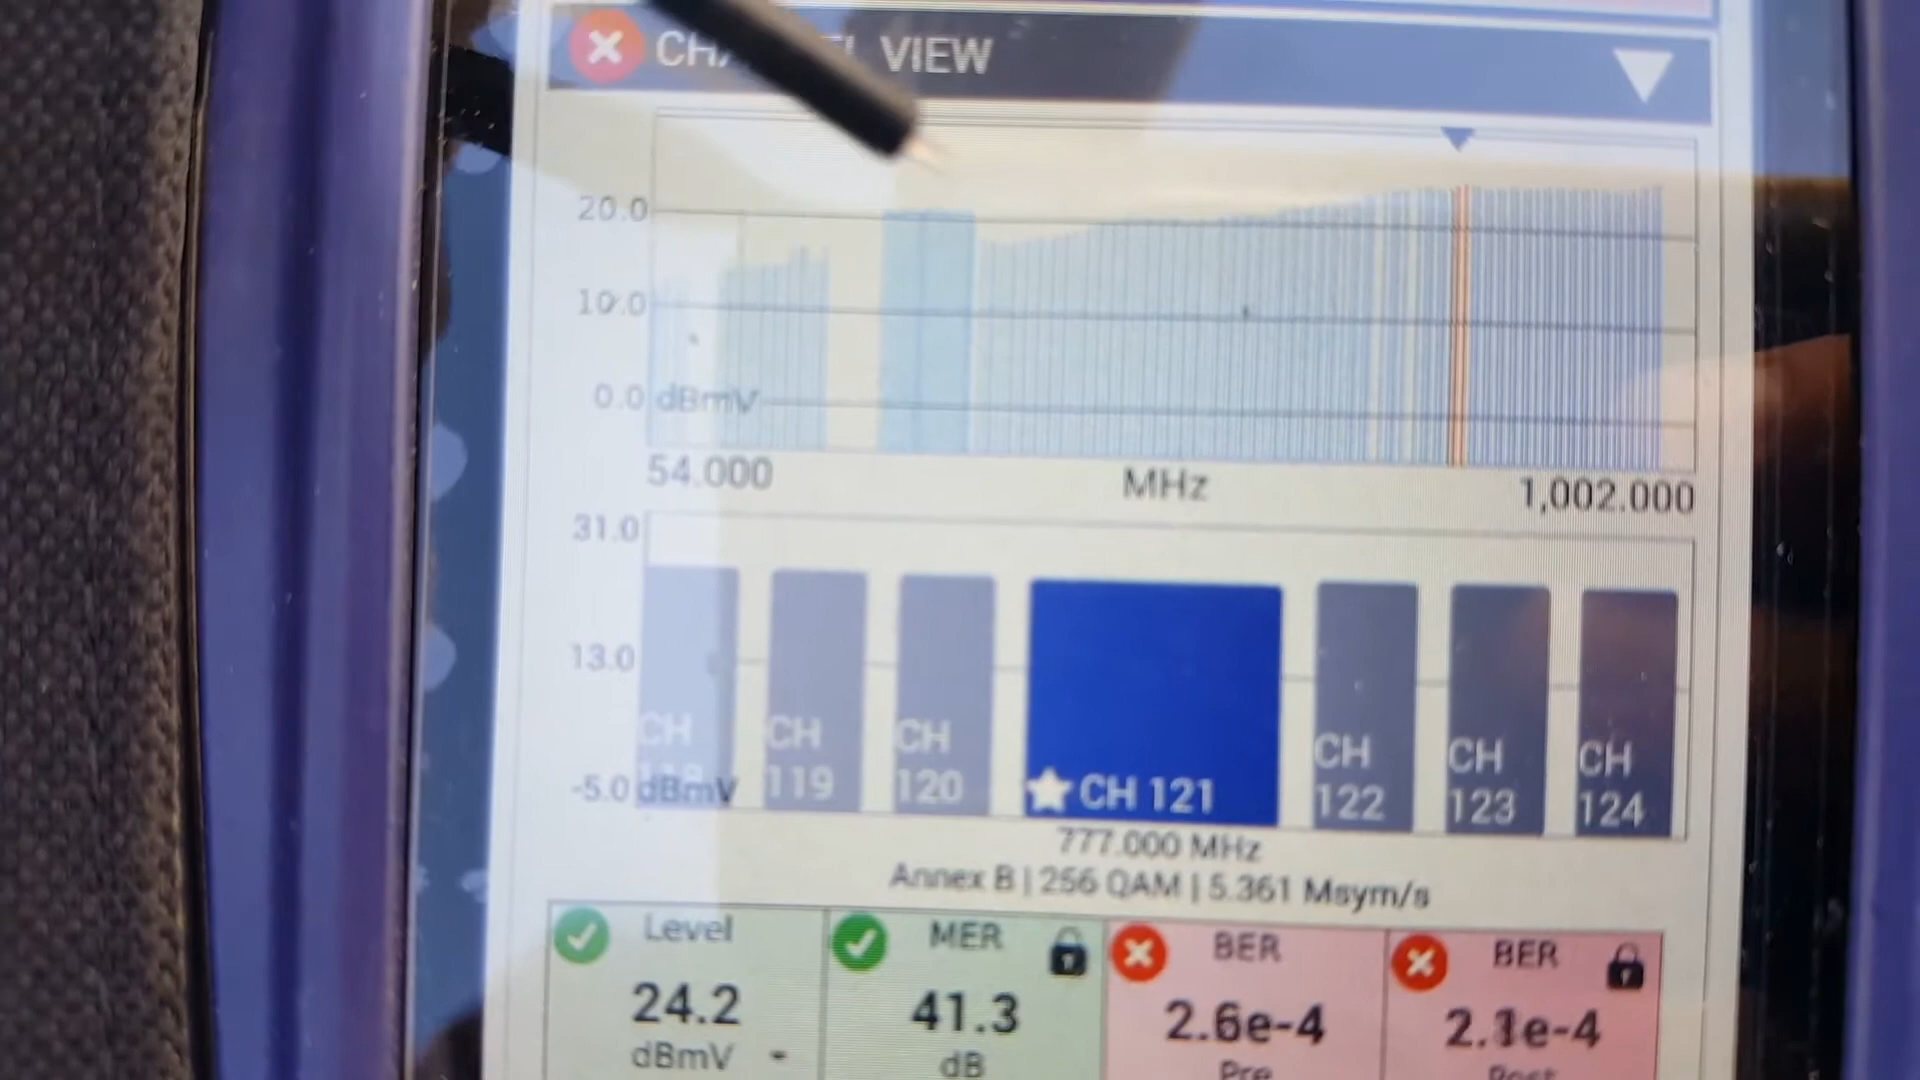 VIEW
20.0
10.0
0.0 dBmV
54.000 MHz 1,002.000
31.0
13.0
-5.0 dBmV
CH
CH 119
CH 120
CH 121
CH 122
CH 123
CH 124
777.000 MHz
Annex B | 256 QAM | 5.361 Msym/s
Level MER BER BER
24.2 41.3 2.6e-4 2.1e-4
dBmV dB Pre Post